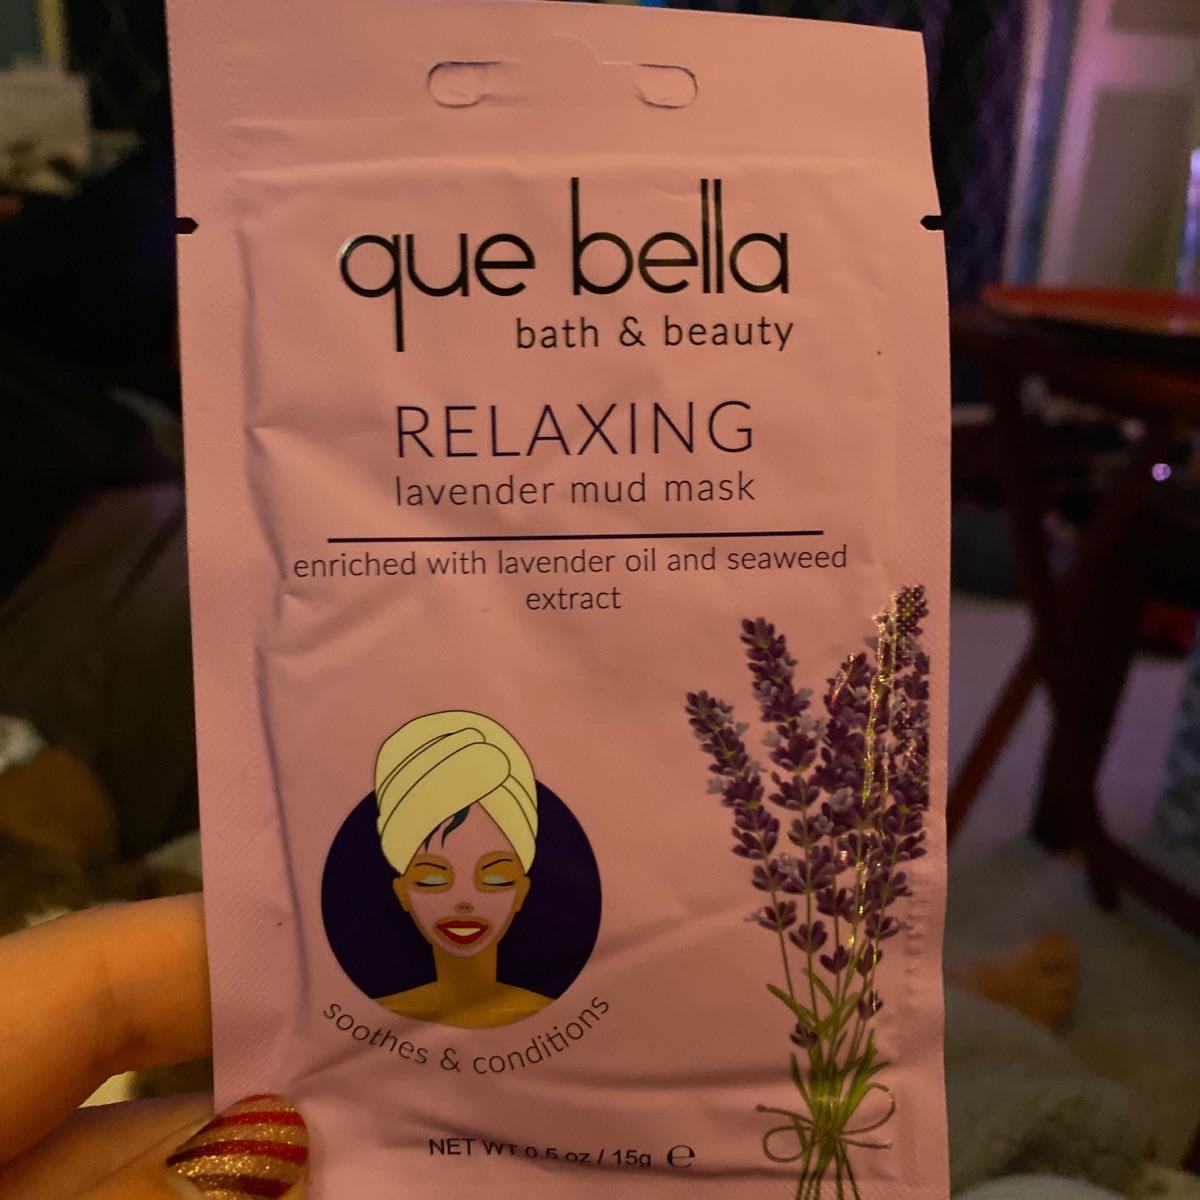 que bella
bath & beauty
RELAXING
lavender mud mask
enriched with lavender oil and seaweed
extract
soothes & conditions
NET WT 0.5 oz / 15g ℮